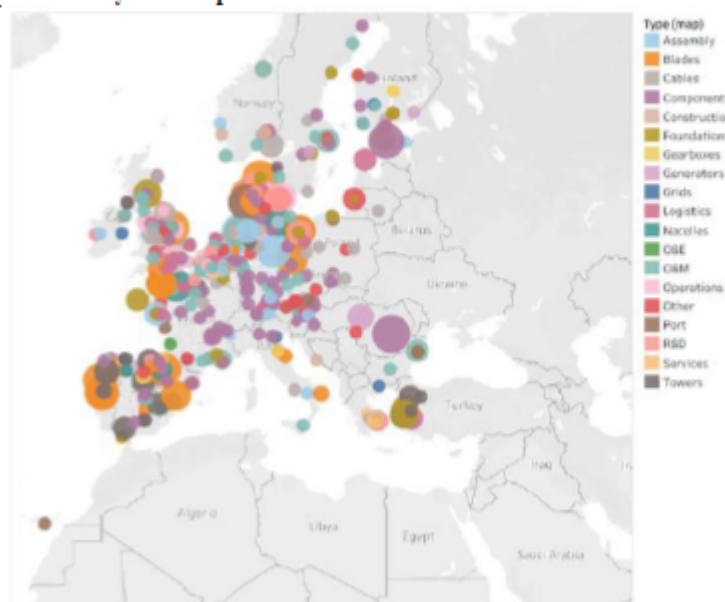 Type (map)
Assembly
Blades
Cables
Component
Constructio
Foundation
Gearboxes
Generators
Grids
Logistics
Nacelles
O&E
O&M
Operations
Other
Port
R&D
Services
Towers
Finland
Norway
Belarus
Poland
Ukraine
Turkey
Iraq
Algeria
Libya
Egypt
Saudi Arabia